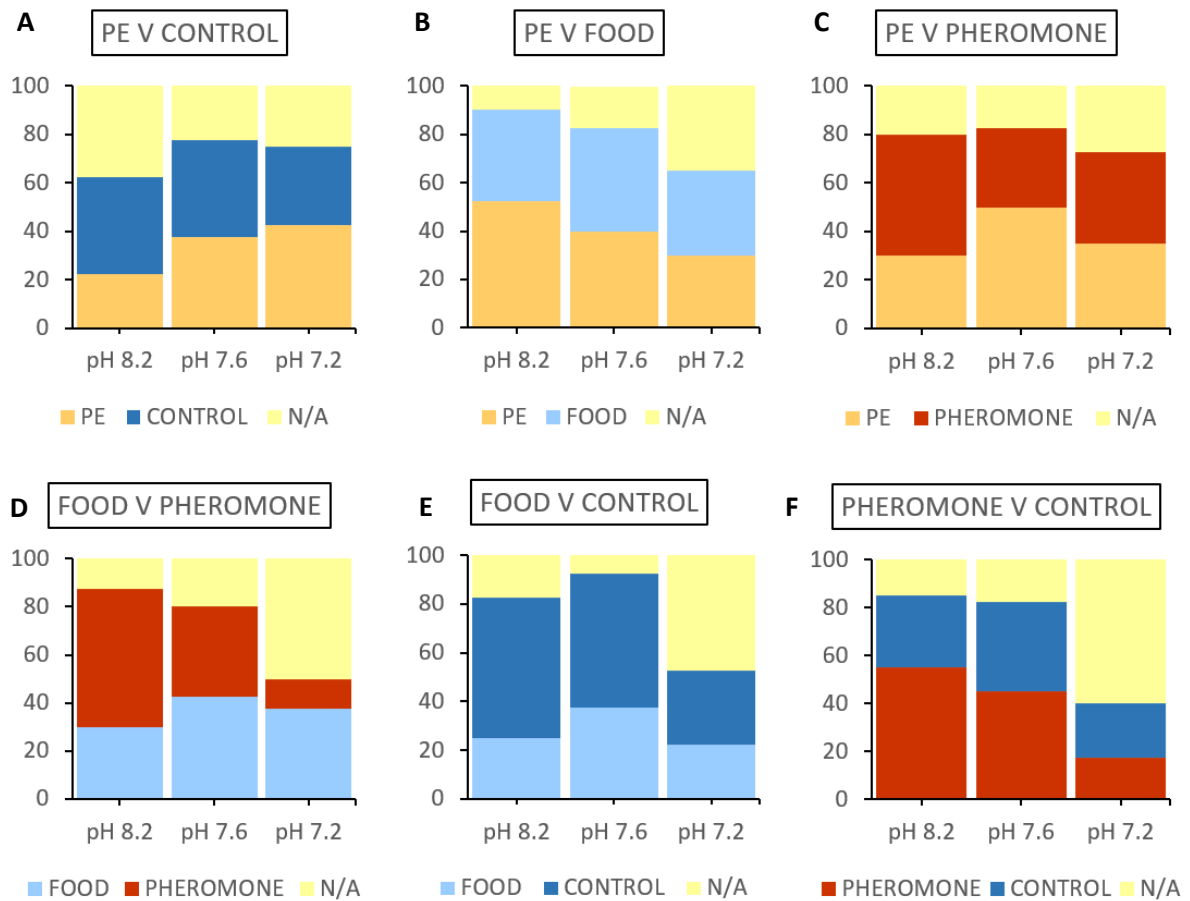 A PE V CONTROL
B PE V FOOD
C PE V PHEROMONE
100
80
60
40
20
0
pH 8.2 pH 7.6 pH 7.2
PE CONTROL N/A
100
80
60
40
20
0
pH 8.2 pH 7.6 pH 7.2
PE FOOD N/A
100
80
60
40
20
0
pH 8.2 pH 7.6 pH 7.2
PE PHEROMONE N/A
D FOOD V PHEROMONE
E FOOD V CONTROL
F PHEROMONE V CONTROL
100
80
60
40
20
0
pH 8.2 pH 7.6 pH 7.2
FOOD PHEROMONE N/A
100
80
60
40
20
0
pH 8.2 pH 7.6 pH 7.2
FOOD CONTROL N/A
100
80
60
40
20
0
pH 8.2 pH 7.6 pH 7.2
PHEROMONE CONTROL N/A